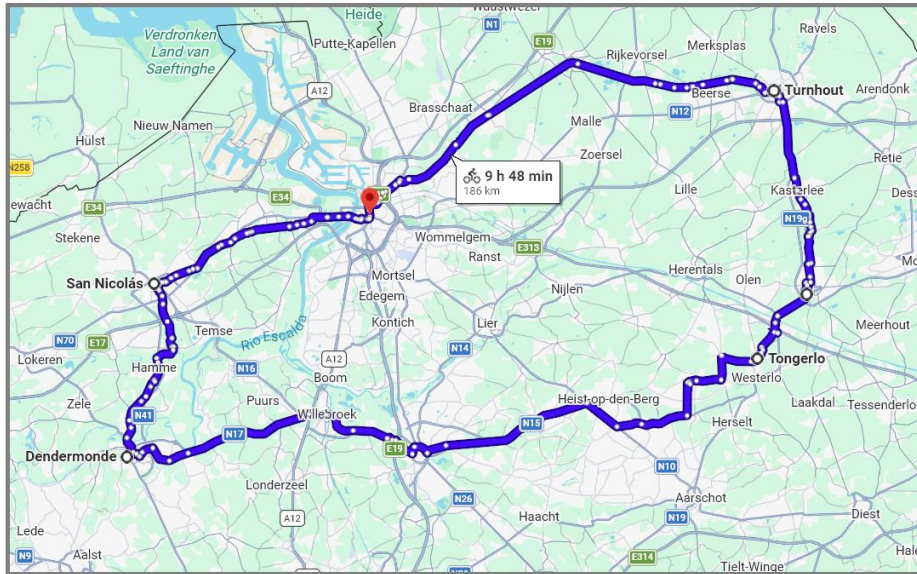 Heide
Wuustwezel
Verdronken
Land van
Saeftinghe
Putte-Kapellen
N1
E19
Rijkevorsel
Merksplas
Ravels
A12
Brasschaat
Beerse
Turnhout
Arendonk
Nieuw Namen
Hülst
N12
Malle
Zoersel
Retie
N258
9 h 48 min
186 km
Lille
Kasterlee
Des
ewacht
E34
E34
Stekene
N19g
Wommelgem
Ranst
E313
San Nicolás
Mortsel
Herentals
Olen
Mo
Edegem
Nijlen
Kontich
Lier
Meerhout
N70
E17
Temse
Rio Escalda
Lokeren
Hamme
A12
N14
Tongerlo
N16
Boom
Westerlo
Laakdal
Tessenderlo
Zele
Puurs
Heist-op-den-Berg
N41
Willebroek
N15
Herselt
N17
Dendermonde
E19
N10
Londerzeel
N26
Aarschot
A12
Haacht
N19
Diest
Lede
Aalst
E314
Hale
N9
Tielt-Winge